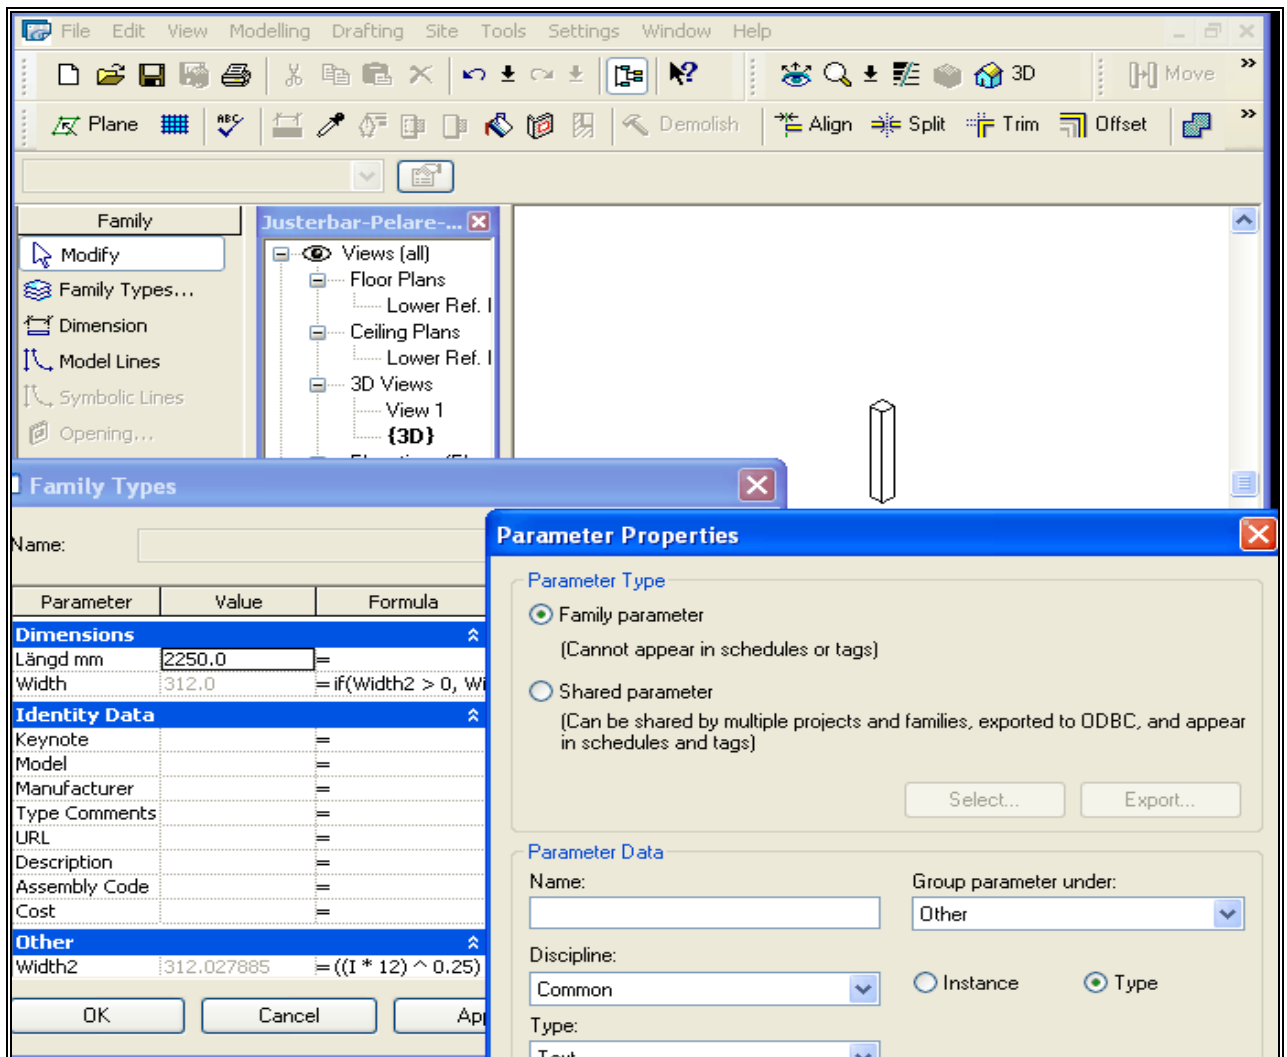 File Edit View Modelling Drafting Site Tools Settings Window Help
3D Move
Plane ABC Demolish Align Split Trim Offset
Family
Modify
Family Types...
Dimension
Model Lines
Symbolic Lines
Opening...
Justerbar-Pelare-...
Views (all)
Floor Plans
Lower Ref.
Ceiling Plans
Lower Ref.
3D Views
View 1
{3D}
Family Types
Name:
Parameter Value Formula
Dimensions
Längd mm 2250.0 =
Width 312.0 = if(Width2 > 0, Wi
Identity Data
Keynote =
Model =
Manufacturer =
Type Comments =
URL =
Description =
Assembly Code =
Cost =
Other
Width2 312.027885 = ((I * 12) ^ 0.25)
OK Cancel App
Parameter Properties
Parameter Type
Family parameter
(Cannot appear in schedules or tags)
Shared parameter
(Can be shared by multiple projects and families, exported to ODBC, and appear
in schedules and tags)
Select... Export...
Parameter Data
Name: Group parameter under:
Other
Discipline:
Common Instance Type
Type:
Text